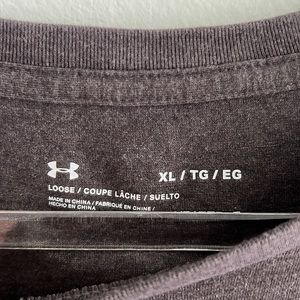 XL / TG / EG
LOOSE / COUPE LÂCHE / SUELTO
MADE IN CHINA / FABRIQUÉ EN CHINE /
HECHO EN CHINA